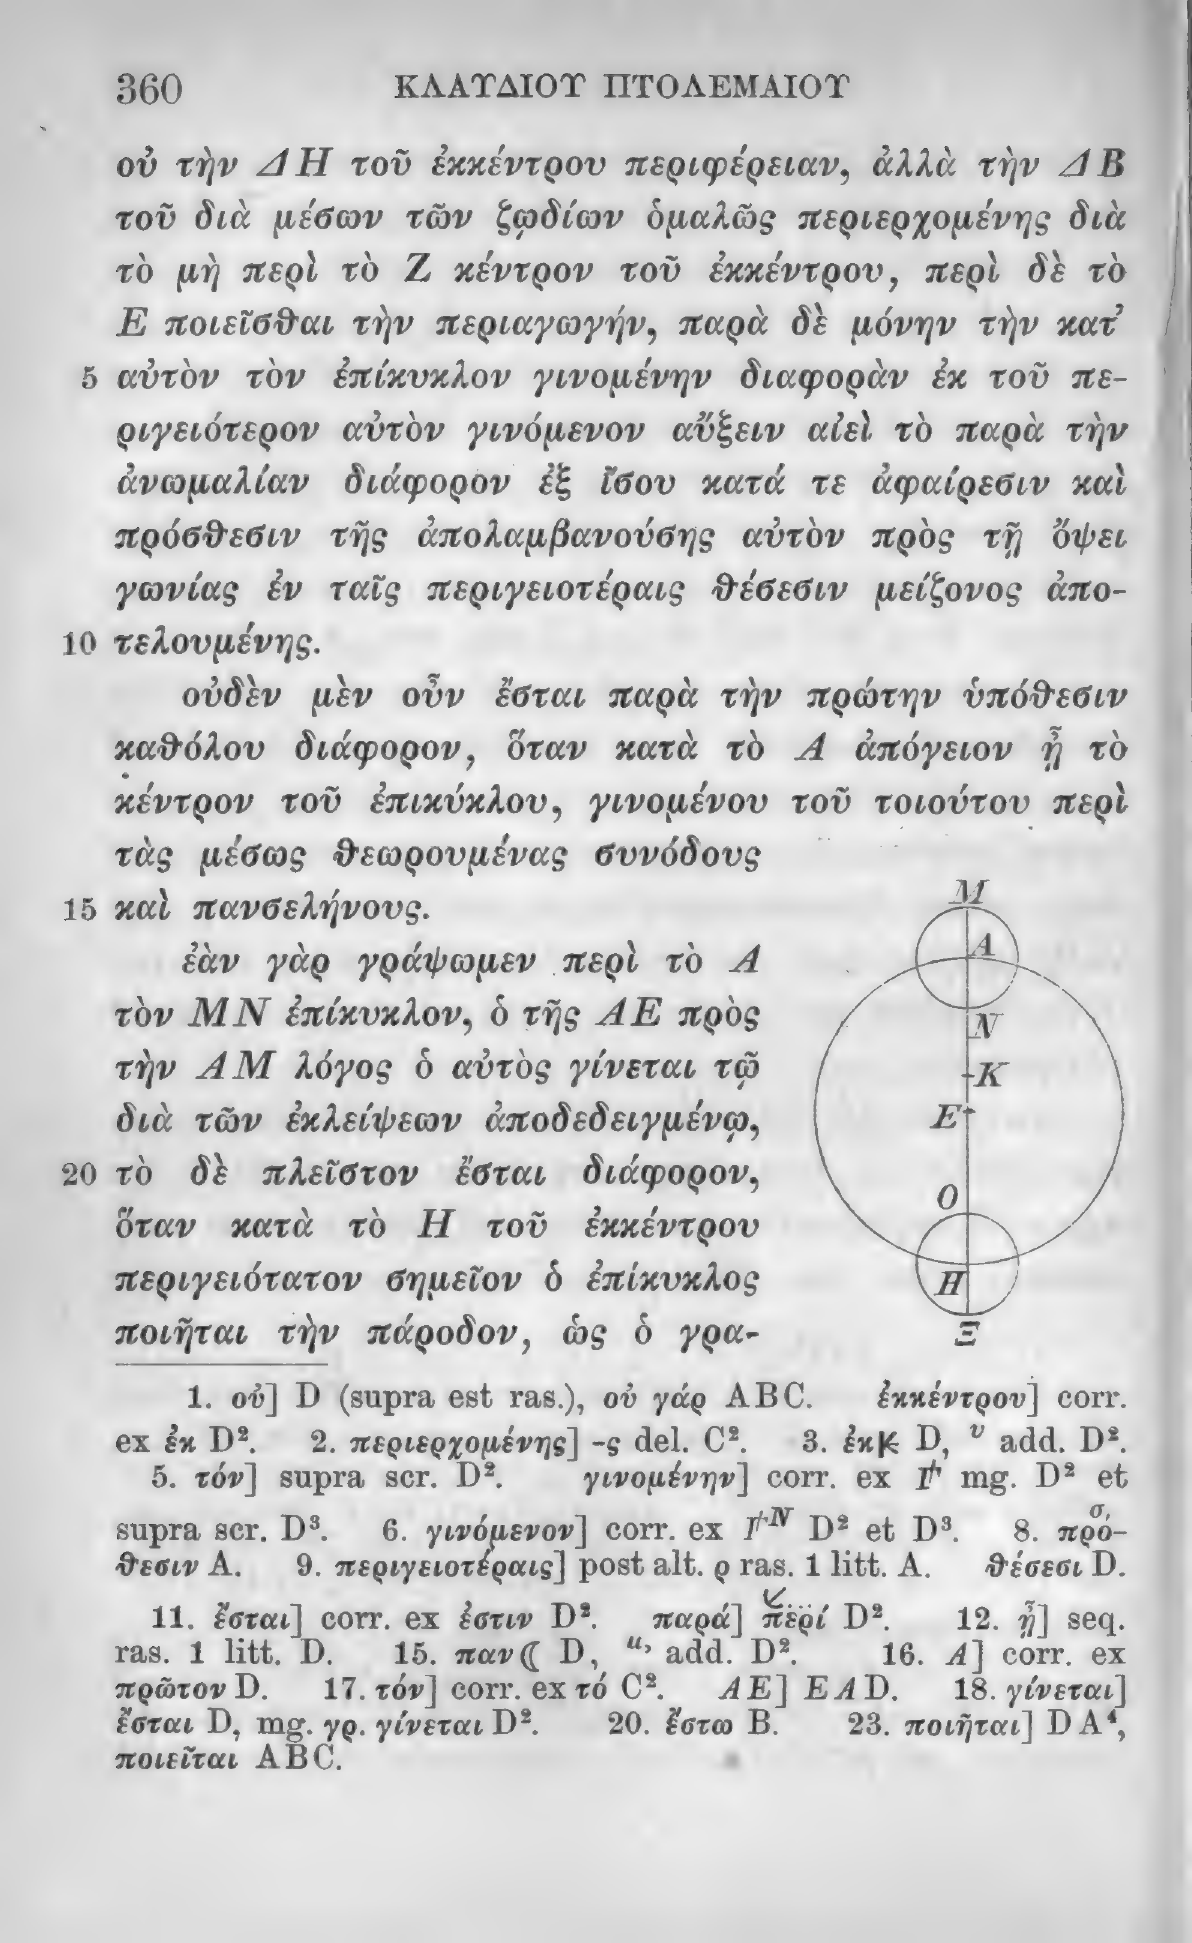 360 ΚΛΑΥΔΙΟΥ ΠΤΟΛΕΜΑΙΟΥ
οὐ τὴν ΔΗ τοῦ ἐκκέντρου περιφέρειαν, ἀλλὰ τὴν ΔΒ
τοῦ διὰ μέσων τῶν ζῳδίων ὁμαλῶς περιερχομένης διὰ
τὸ μὴ περὶ τὸ Ζ κέντρον τοῦ ἐκκέντρου, περὶ δὲ τὸ
Ε ποιεῖσθαι τὴν περιαγωγήν, παρὰ δὲ μόνην τὴν κατ’
5 αὐτὸν τὸν ἐπίκυκλον γινομένην διαφορὰν ἐκ τοῦ πε-
ριγειότερον αὐτὸν γινόμενον αὔξειν αἰεὶ τὸ παρὰ τὴν
ἀνωμαλίαν διάφορον ἐξ ἴσου κατά τε ἀφαίρεσιν καὶ
πρόσθεσιν τῆς ἀπολαμβανούσης αὐτὸν πρὸς τῇ ὄψει
γωνίας ἐν ταῖς περιγειοτέραις θέσεσιν μείζονος ἀπο-
10 τελουμένης.
οὐδὲν μὲν οὖν ἔσται παρὰ τὴν πρώτην ὑπόθεσιν
καθόλου διάφορον, ὅταν κατὰ τὸ Α ἀπόγειον ᾖ τὸ
κέντρον τοῦ ἐπικύκλου, γινομένου τοῦ τοιούτου περὶ
τὰς μέσως θεωρουμένας συνόδους
15 καὶ πανσελήνους.
ἐὰν γὰρ γράψωμεν περὶ τὸ Α
τὸν ΜΝ ἐπίκυκλον, ὁ τῆς ΑΕ πρὸς
τὴν ΑΜ λόγος ὁ αὐτὸς γίνεται τῷ
διὰ τῶν ἐκλείψεων ἀποδεδειγμένῳ,
20 τὸ δὲ πλεῖστον ἔσται διάφορον,
ὅταν κατὰ τὸ Η τοῦ ἐκκέντρου
περιγειότατον σημεῖον ὁ ἐπίκυκλος
ποιῆται τὴν πάροδον, ὡς ὁ γρα-
Μ
Α
Ν
Κ
Ε
Ο
Η
Ξ
1. οὐ] D (supra est ras.), οὐ γάρ ABC. ἐκκέντρου] corr.
ex ἐκ D². 2. περιερχομένης] -ς del. C². 3. ἐκ D, ᵛ add. D².
5. τόν] supra scr. D². γινομένην] corr. ex mg. D² et
supra scr. D³. 6. γινόμενον] corr. ex D² et D³. 8. πρό-
θεσιν A. 9. περιγειοτέραις] post alt. ρ ras. 1 litt. A. θέσεσι D.
11. ἔσται] corr. ex ἐστιν D². παρά] περί D². 12. ᾖ] seq.
ras. 1 litt. D. 15. παν☾ D, add. D². 16. Α] corr. ex
πρῶτον D. 17. τόν] corr. ex τό C². ΑΕ] ΕΑ D. 18. γίνεται]
ἔσται D, mg. γρ. γίνεται D². 20. ἔστω B. 23. ποιῆται] DA⁴,
ποιεῖται ABC.